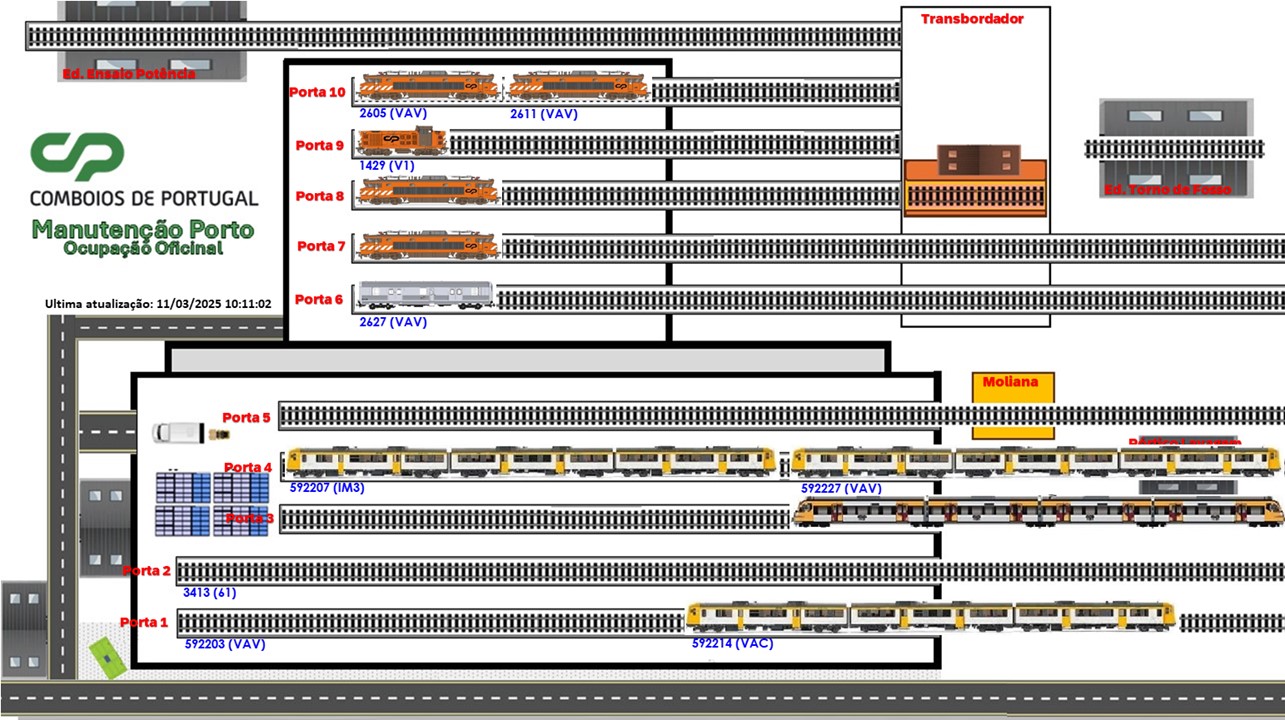 Transbordador
Ed. Ensaio Potência
Porta 10
2605 (VAV)
2611 (VAV)
Porta 9
1429 (V1)
Porta 8
Ed. Torno de Fosso
CP
COMBOIOS DE PORTUGAL
Manutenção Porto
Ocupação Oficinal
Porta 7
Ultima atualização: 11/03/2025 10:11:02
Porta 6
2627 (VAV)
Moliana
Porta 5
Porta 4
592207 (IM3)
592227 (VAV)
Porta 3
Porta 2
3413 (61)
Porta 1
592203 (VAV)
592214 (VAC)